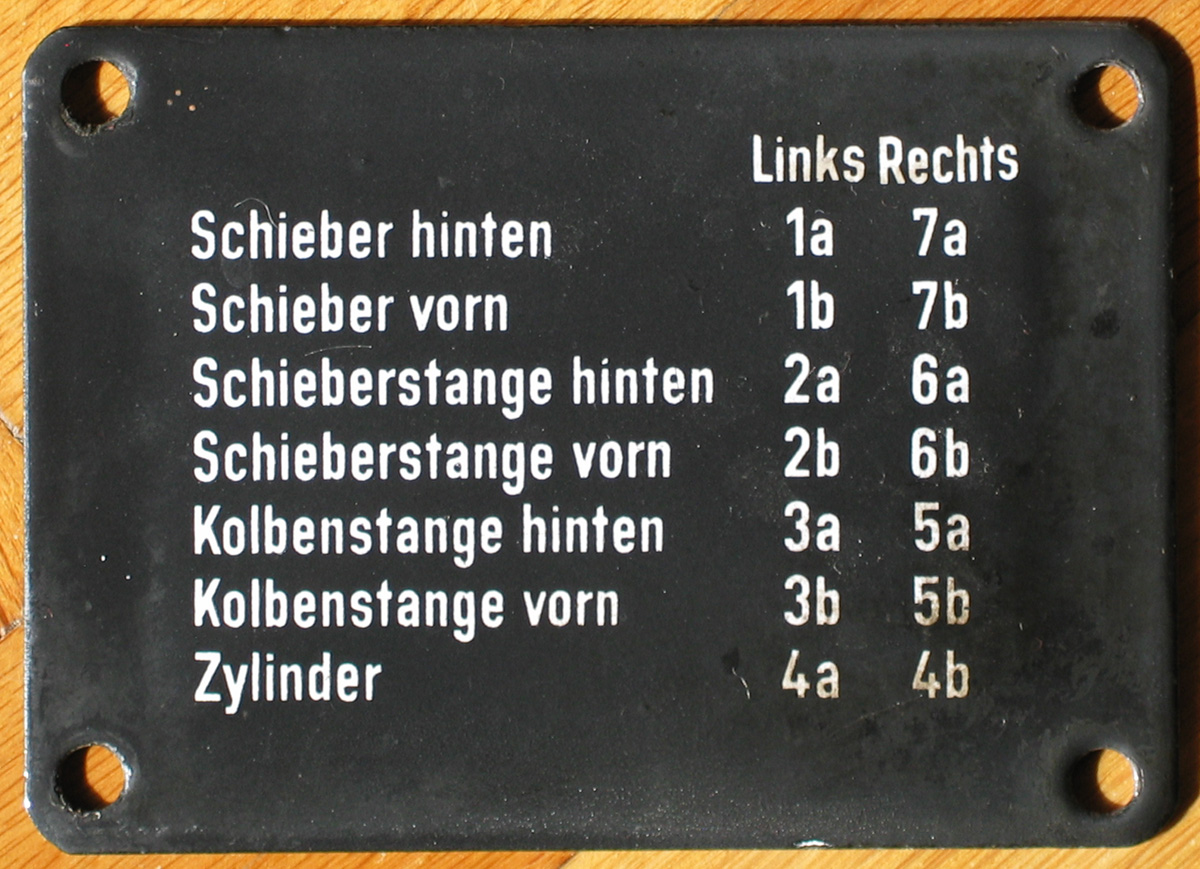 Links Rechts
Schieber hinten 1a 7a
Schieber vorn 1b 7b
Schieberstange hinten 2a 6a
Schieberstange vorn 2b 6b
Kolbenstange hinten 3a 5a
Kolbenstange vorn 3b 5b
Zylinder 4a 4b